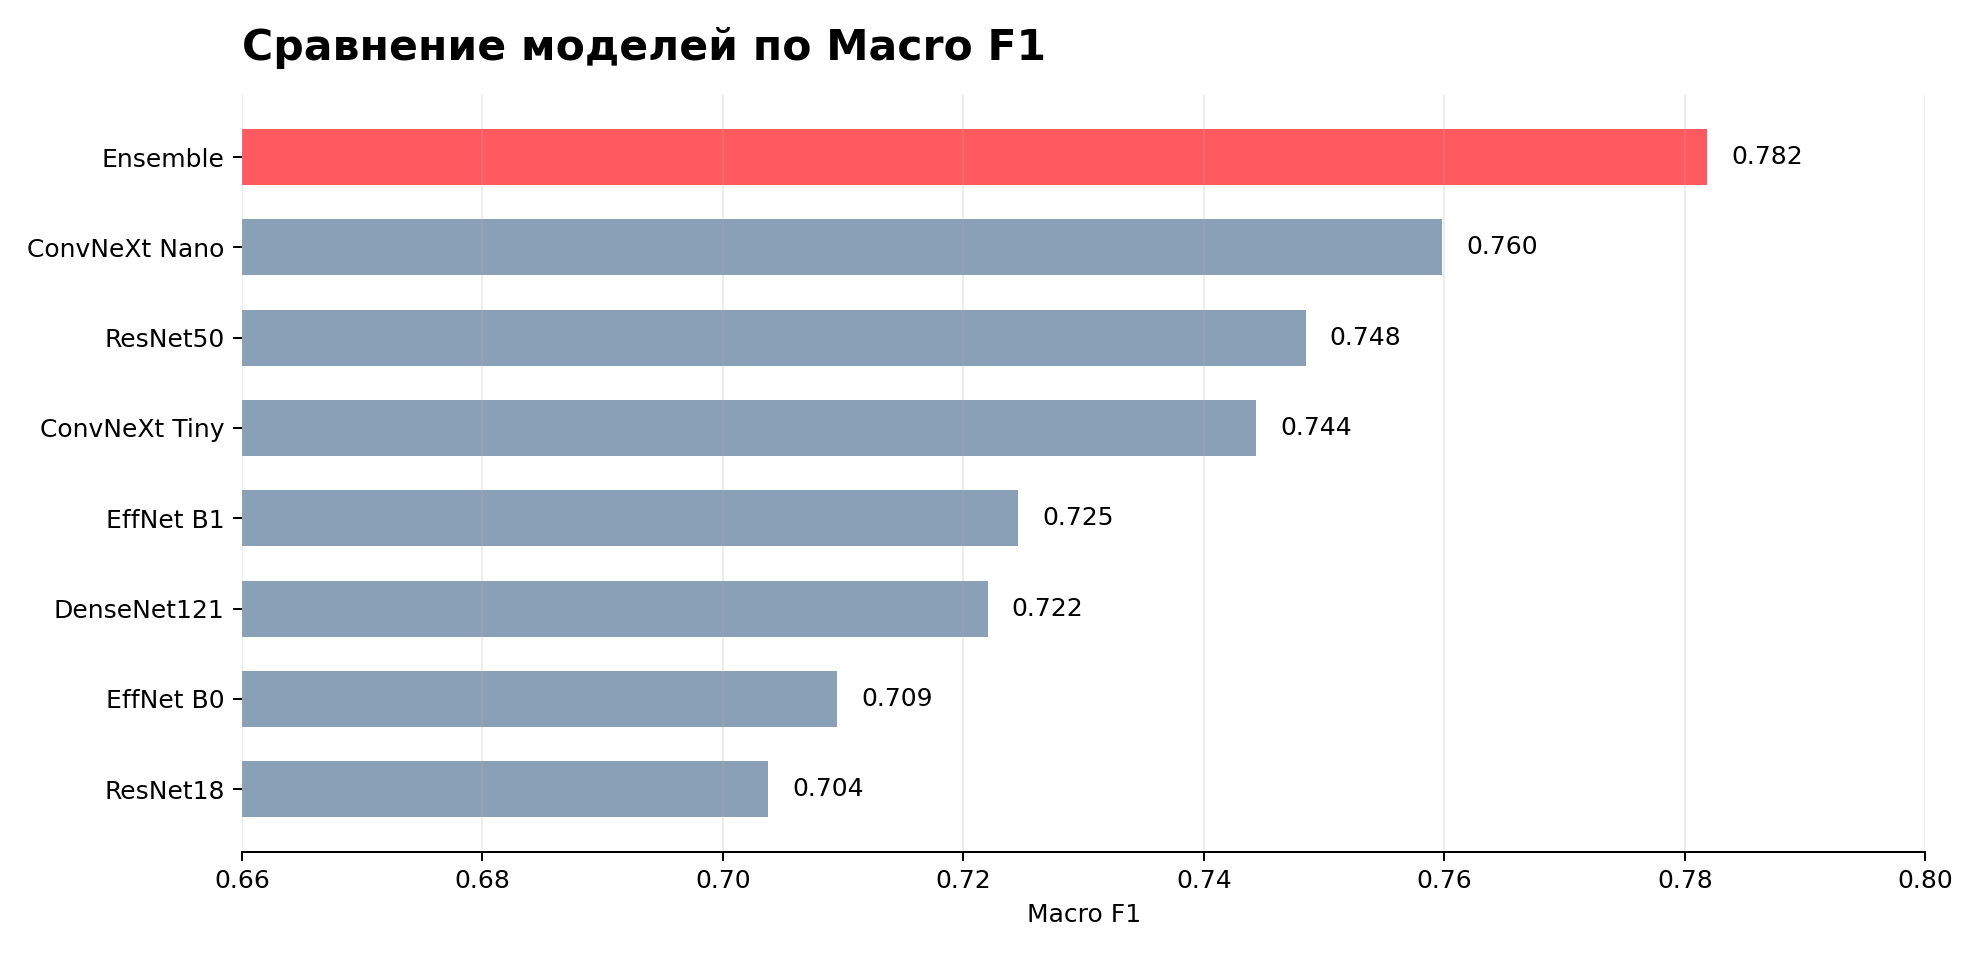 Сравнение моделей по Macro F1
Ensemble 0.782
ConvNeXt Nano 0.760
ResNet50 0.748
ConvNeXt Tiny 0.744
EffNet B1 0.725
DenseNet121 0.722
EffNet B0 0.709
ResNet18 0.704
0.66 0.68 0.70 0.72 0.74 0.76 0.78 0.80
Macro F1